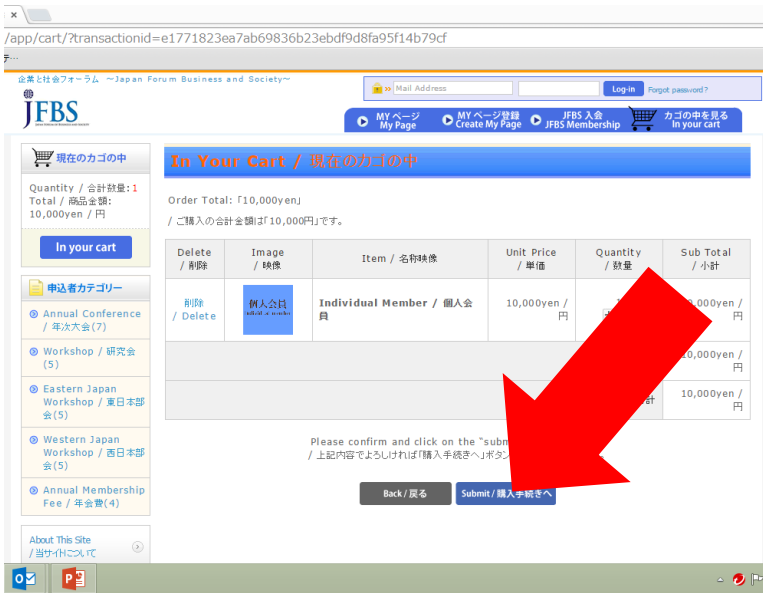 ×
/app/cart/?transactionid=e1771823ea7ab69836b23ebdf9d8fa95f14b79cf
企業と社会フォーラム ～Japan Forum Business and Society～
JFBS
Mail Address
Log-in
Forgot password?
MY ページ
My Page
MY ページ登録
Create My Page
JFBS 入会
JFBS Membership
カゴの中を見る
In your cart
現在のカゴの中
Quantity / 合計数量:1
Total / 商品金額:
10,000yen / 円
In your cart
申込者カテゴリー
Annual Conference
/ 年次大会(7)
Workshop / 研究会
(5)
Eastern Japan
Workshop / 東日本部
会(5)
Western Japan
Workshop / 西日本部
会(5)
Annual Membership
Fee / 年会費(4)
About This Site
/ 当サイトについて
In Your Cart / 現在のカゴの中
Order Total:「10,000yen」
/ ご購入の合計金額は「10,000円」です。
Delete
/ 削除
Image
/ 映像
Item / 名称映像
Unit Price
/ 単価
Quantity
/ 数量
Sub Total
/ 小計
削除
/ Delete
個人会員
Individual Member / 個人会
員
10,000yen /
円
,000yen /
円
10,000yen /
円
計
10,000yen /
円
Please confirm and click on the
/ 上記内容でよろしければ「購入手続きへ」
Back / 戻る
Submit / 購入手続きへ